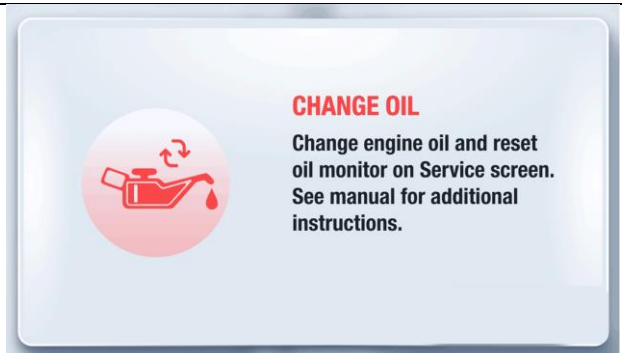 CHANGE OIL
Change engine oil and reset
oil monitor on Service screen.
See manual for additional
instructions.